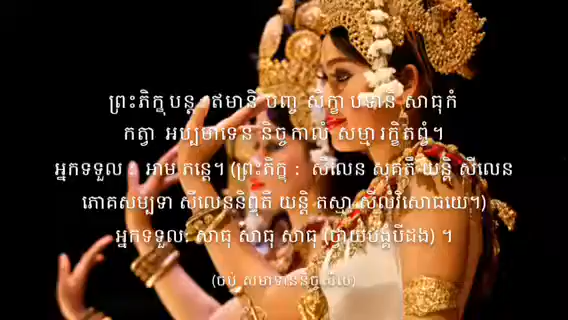 ព្រះភិក្ខុបន្ត ៖ ឥមានិ បញ្ច សិក្ខា បទានិ សាធុកំ
កត្វា អប្បមាទេន និច្ចកាលំ សម្មា រក្ខិតព្វំ។
អ្នកទទួល ៖ អាម ភន្តេ។ (ព្រះភិក្ខុ ៖ សីលេន សុគតឹ យន្តិ សីលេន
ភោគសម្បទា សីលេននិព្វុតឹ យន្តិ តស្មា សីលំវិសោធយេ។)
អ្នកទទួល៖ សាធុ សាធុ សាធុ (ថ្វាយបង្គំបីដង) ។
(ចប់ សមាទាននិច្ចសីល)